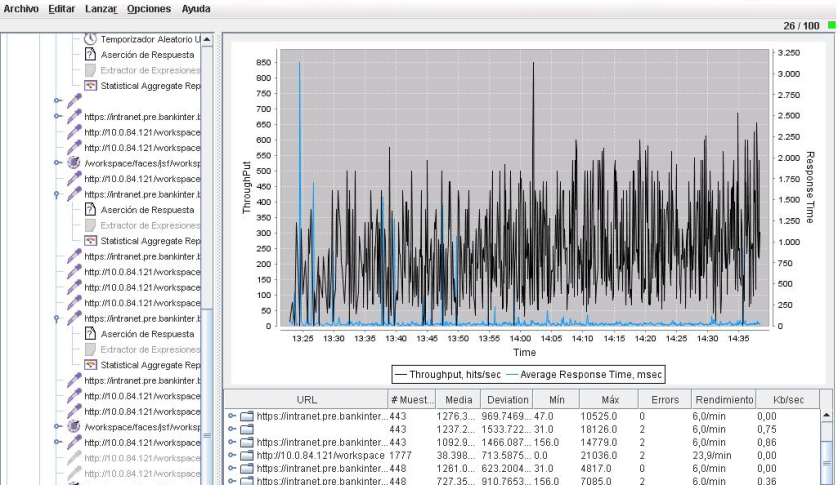 Archivo Editar Lanzar Opciones Ayuda
26 / 100
Temporizador Aleatorio U
Aserción de Respuesta
Extractor de Expresiones
Statistical Aggregate Rep
https://intranet.pre.bankinter.b
http://10.0.84.121/workspace
/workspace/faces/jsf/worksp
http://10.0.84.121/workspace
https://intranet.pre.bankinter.b
Aserción de Respuesta
Extractor de Expresiones
Statistical Aggregate Rep
https://intranet.pre.bankinter.b
http://10.0.84.121/workspace
http://10.0.84.121/workspace
http://10.0.84.121/workspace
https://intranet.pre.bankinter.b
Aserción de Respuesta
Extractor de Expresiones
Statistical Aggregate Rep
https://intranet.pre.bankinter.b
http://10.0.84.121/workspace
http://10.0.84.121/workspace
/workspace/faces/jsf/worksp
http://10.0.84.121/workspace
http://10.0.84.121/workspace
http://10.0.84.121/workspace
ThroughPut
850
800
750
700
650
600
550
500
450
400
350
300
250
200
150
100
50
0
3.250
3.000
2.750
2.500
2.250
2.000
1.750
1.500
1.250
1.000
750
500
250
0
Response Time
13:25 13:30 13:35 13:40 13:45 13:50 13:55 14:00 14:05 14:10 14:15 14:20 14:25 14:30 14:35
Time
Throughput, hits/sec Average Response Time, msec
URL # Muest... Media Deviation Mín Máx Errors Rendimiento Kb/sec
https://intranet.pre.bankinter... 443 1276.3... 969.7469... 47.0 10525.0 0 6,0/min 0,00
443 1237.2... 1533.722... 31.0 18126.0 2 6,0/min 0,75
https://intranet.pre.bankinter... 443 1092.9... 1466.087... 156.0 14779.0 2 6,0/min 0,86
http://10.0.84.121/workspace 1777 38.398... 713.5875... 0.0 21036.0 2 23,9/min 0,00
https://intranet.pre.bankinter... 448 1261.0... 623.2004... 31.0 4817.0 0 6,0/min 0,00
https://intranet.pre.bankinter... 448 727.35... 910.7653... 156.0 7085.0 2 6,0/min 0,36